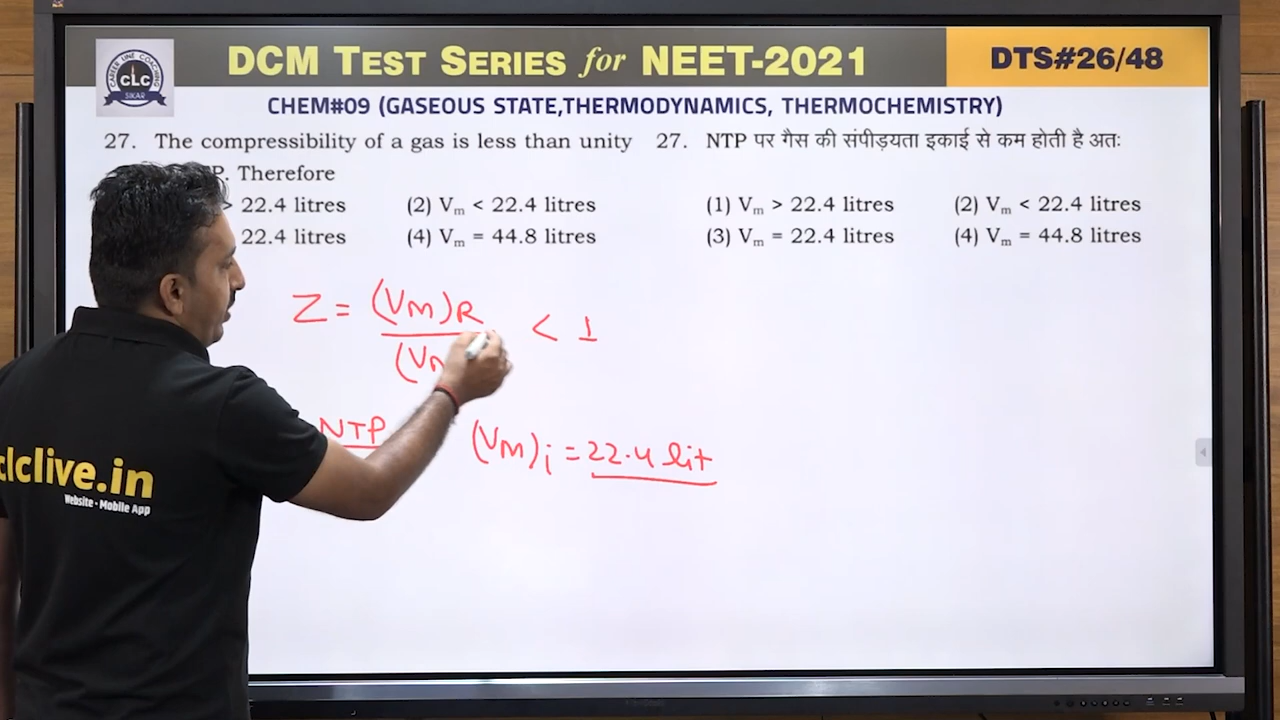 DCM TEST SERIES for NEET-2021
DTS#26/48
CAREER LINE COACHING
CLC
SIKAR
CHEM#09 (GASEOUS STATE,THERMODYNAMICS, THERMOCHEMISTRY)
27. The compressibility of a gas is less than unity
P. Therefore
> 22.4 litres (2) Vm < 22.4 litres
22.4 litres (4) Vm = 44.8 litres
27. NTP पर गैस की संपीड़यता इकाई से कम होती है अतः
(1) Vm > 22.4 litres (2) Vm < 22.4 litres
(3) Vm = 22.4 litres (4) Vm = 44.8 litres
Z = (Vm)R < 1
NTP (Vm)i = 22.4 lit
clclive.in
Website • Mobile App